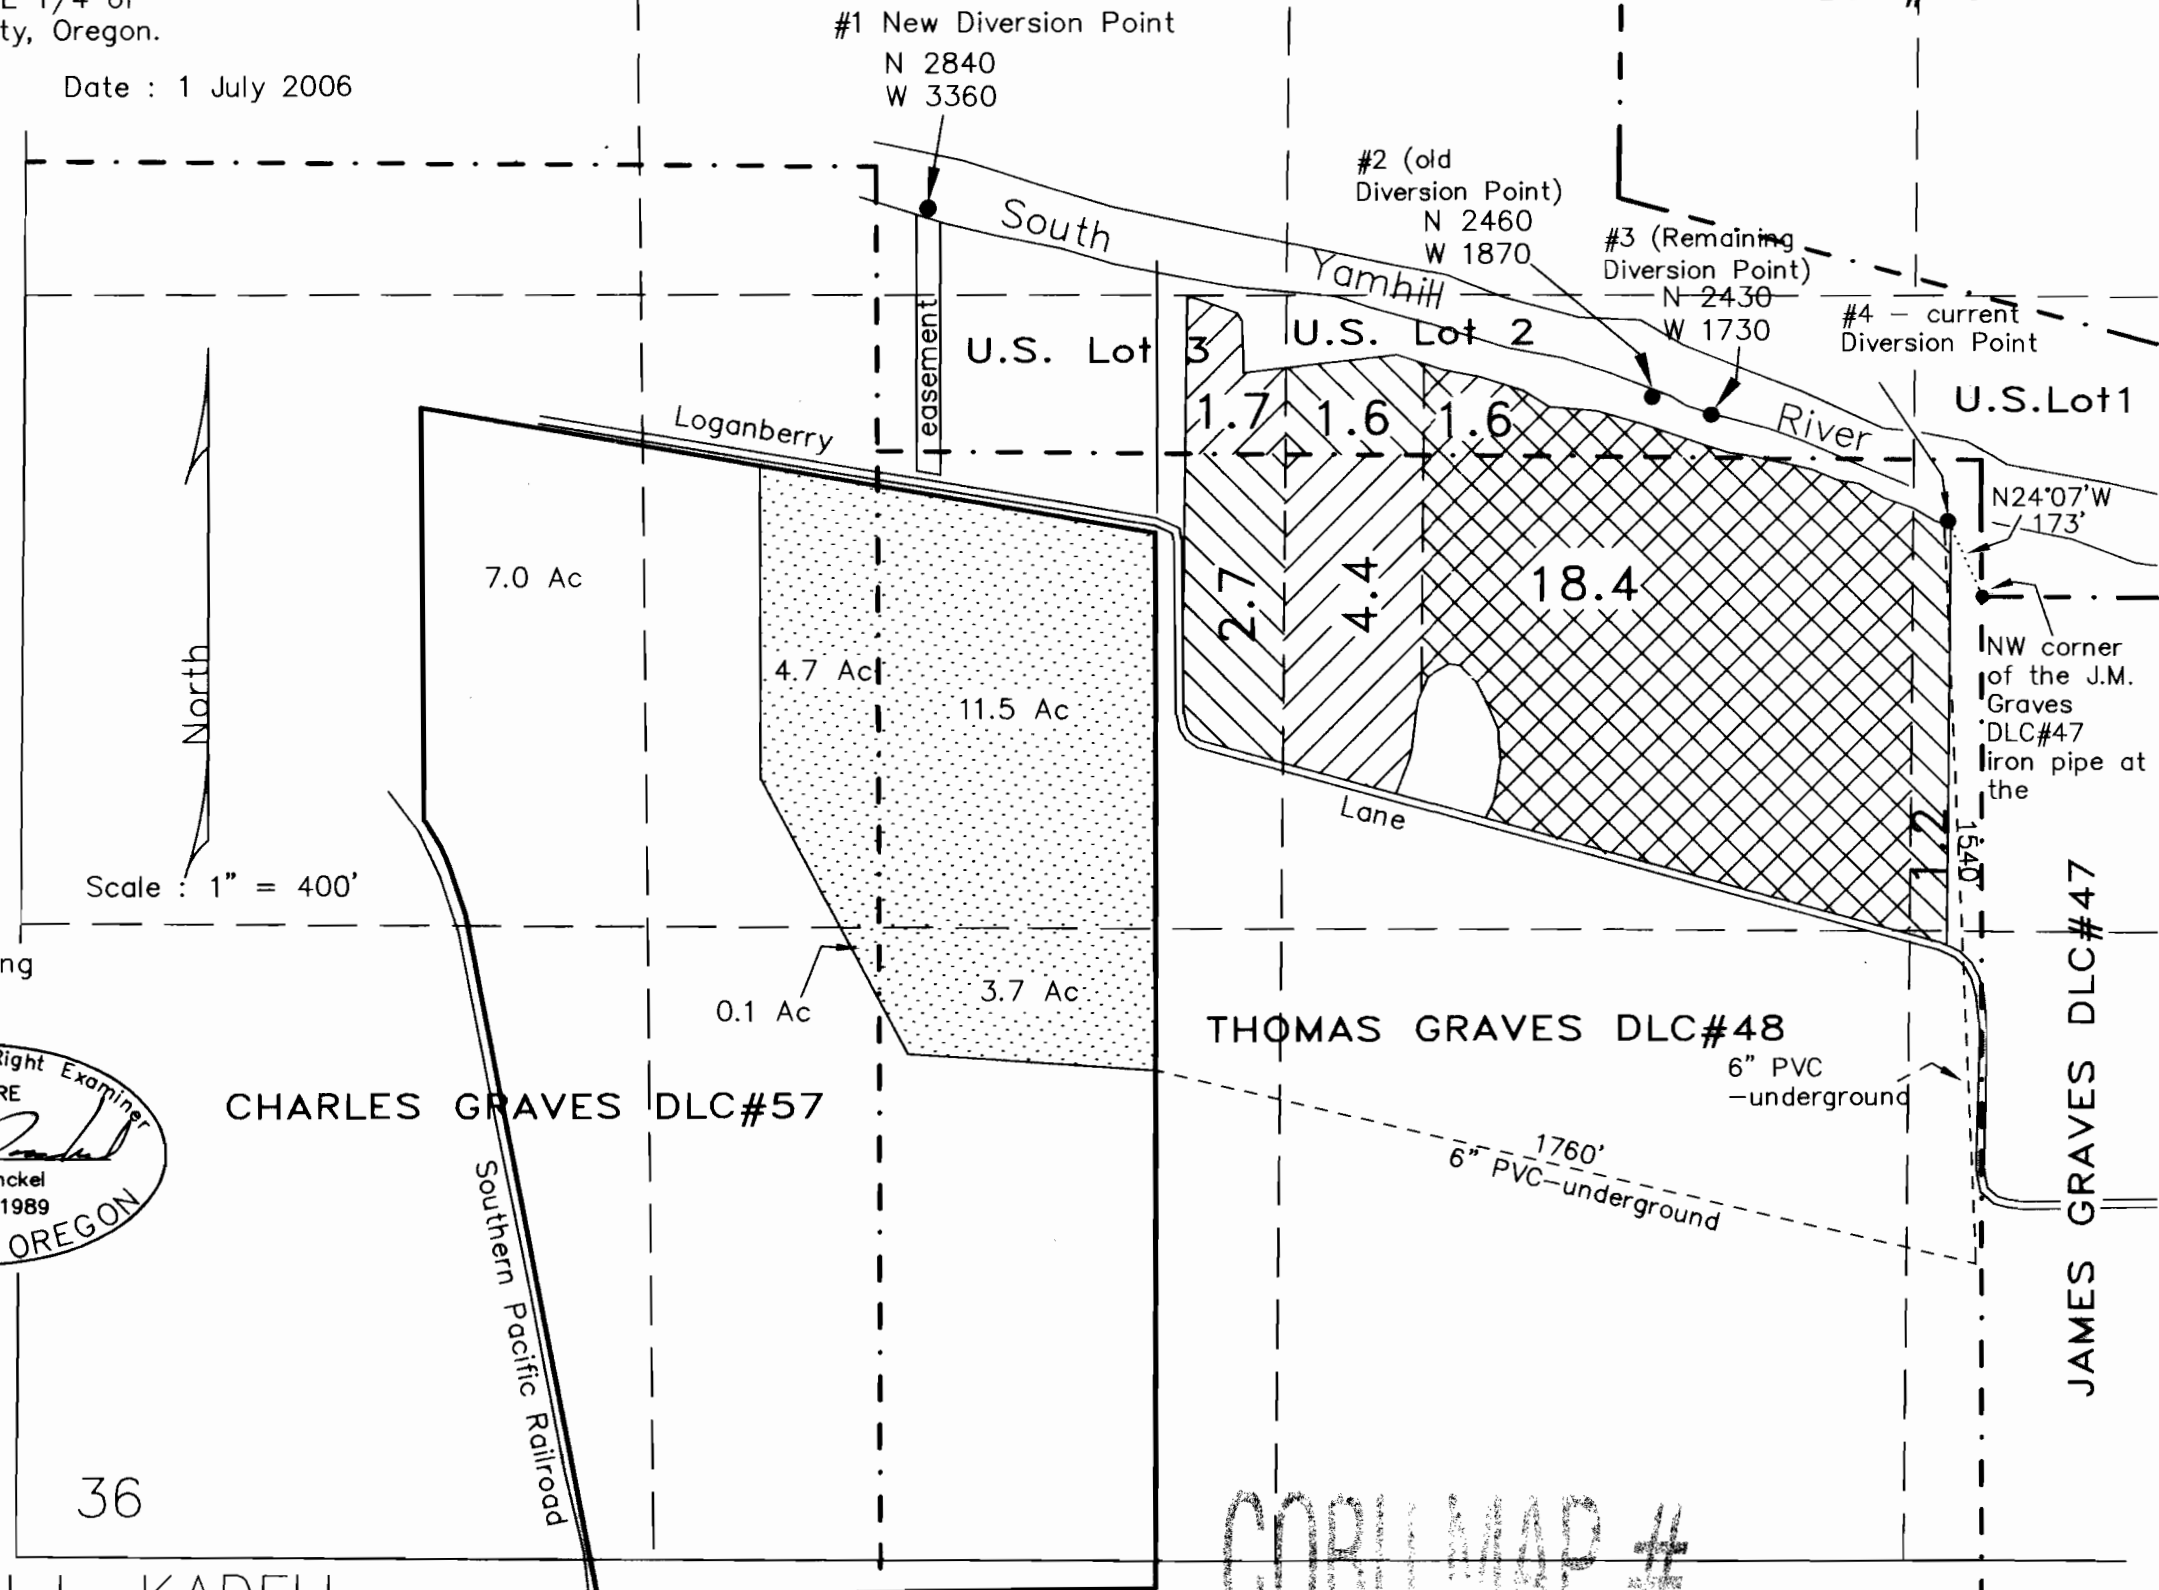 ty, Oregon.
Date : 1 July 2006
#1 New Diversion Point
N 2840
W 3360
#2 (old
Diversion Point)
N 2460
W 1870
#3 (Remaining
Diversion Point)
N 2430
W 1730
#4 - current
Diversion Point
South Yamhill River
easement
U.S. Lot 3
U.S. Lot 2
U.S.Lot1
Loganberry
1.7
1.6
1.6
N24°07'W
173'
7.0 Ac
2.7
4.4
18.4
North
4.7 Ac
11.5 Ac
NW corner
of the J.M.
Graves
DLC#47
iron pipe at
the
Lane
1.2
1540'
Scale : 1" = 400'
ng
0.1 Ac
3.7 Ac
THOMAS GRAVES DLC#48
6" PVC
-underground
JAMES GRAVES DLC#47
Right Examiner
RE
nckel
1989
OREGON
CHARLES GRAVES DLC#57
1760'
6" PVC-underground
Southern Pacific Railroad
36
MAP #